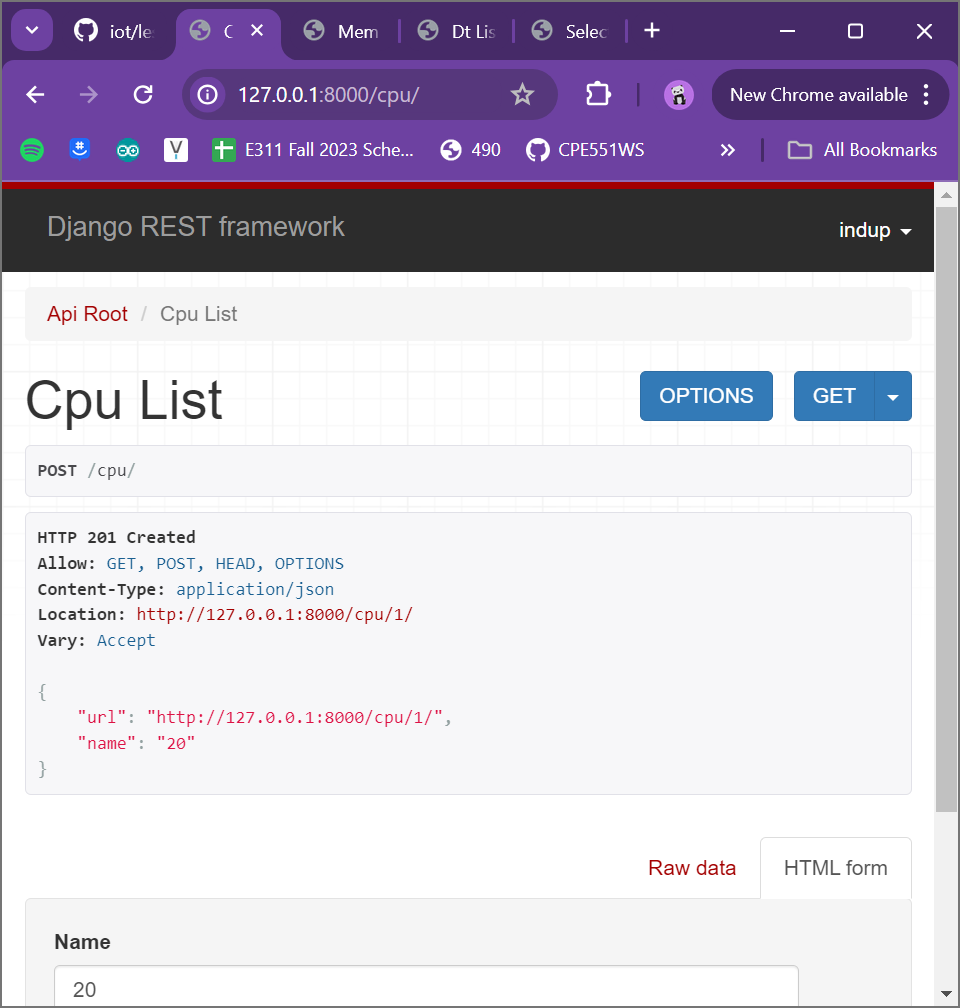 iot/le
C
Mem
Dt Lis
Selec
127.0.0.1:8000/cpu/
New Chrome available
E311 Fall 2023 Sche...
490
CPE551WS
All Bookmarks
Django REST framework
indup
Api Root / Cpu List
Cpu List
OPTIONS
GET
POST /cpu/
HTTP 201 Created
Allow: GET, POST, HEAD, OPTIONS
Content-Type: application/json
Location: http://127.0.0.1:8000/cpu/1/
Vary: Accept
{
"url": "http://127.0.0.1:8000/cpu/1/",
"name": "20"
}
Raw data
HTML form
Name
20